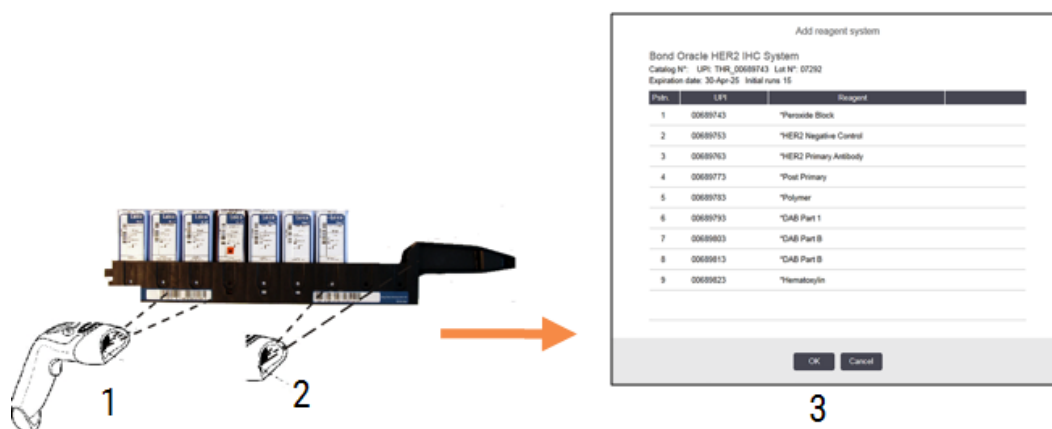 Add reagent system
Bond Oracle HER2 IHC System
Catalog N°: UPI: THR_00689743 Lot N°: 07292
Expiration date: 30-Apr-25 Initial runs 15
Pstn. UPI Reagent
1 00689743 *Peroxide Block
2 00689753 *HER2 Negative Control
3 00689763 *HER2 Primary Antibody
4 00689773 *Post Primary
5 00689783 *Polymer
6 00689793 *DAB Part 1
7 00689803 *DAB Part B
8 00689813 *DAB Part B
9 00689823 *Hematoxylin
OK Cancel
1
2
3